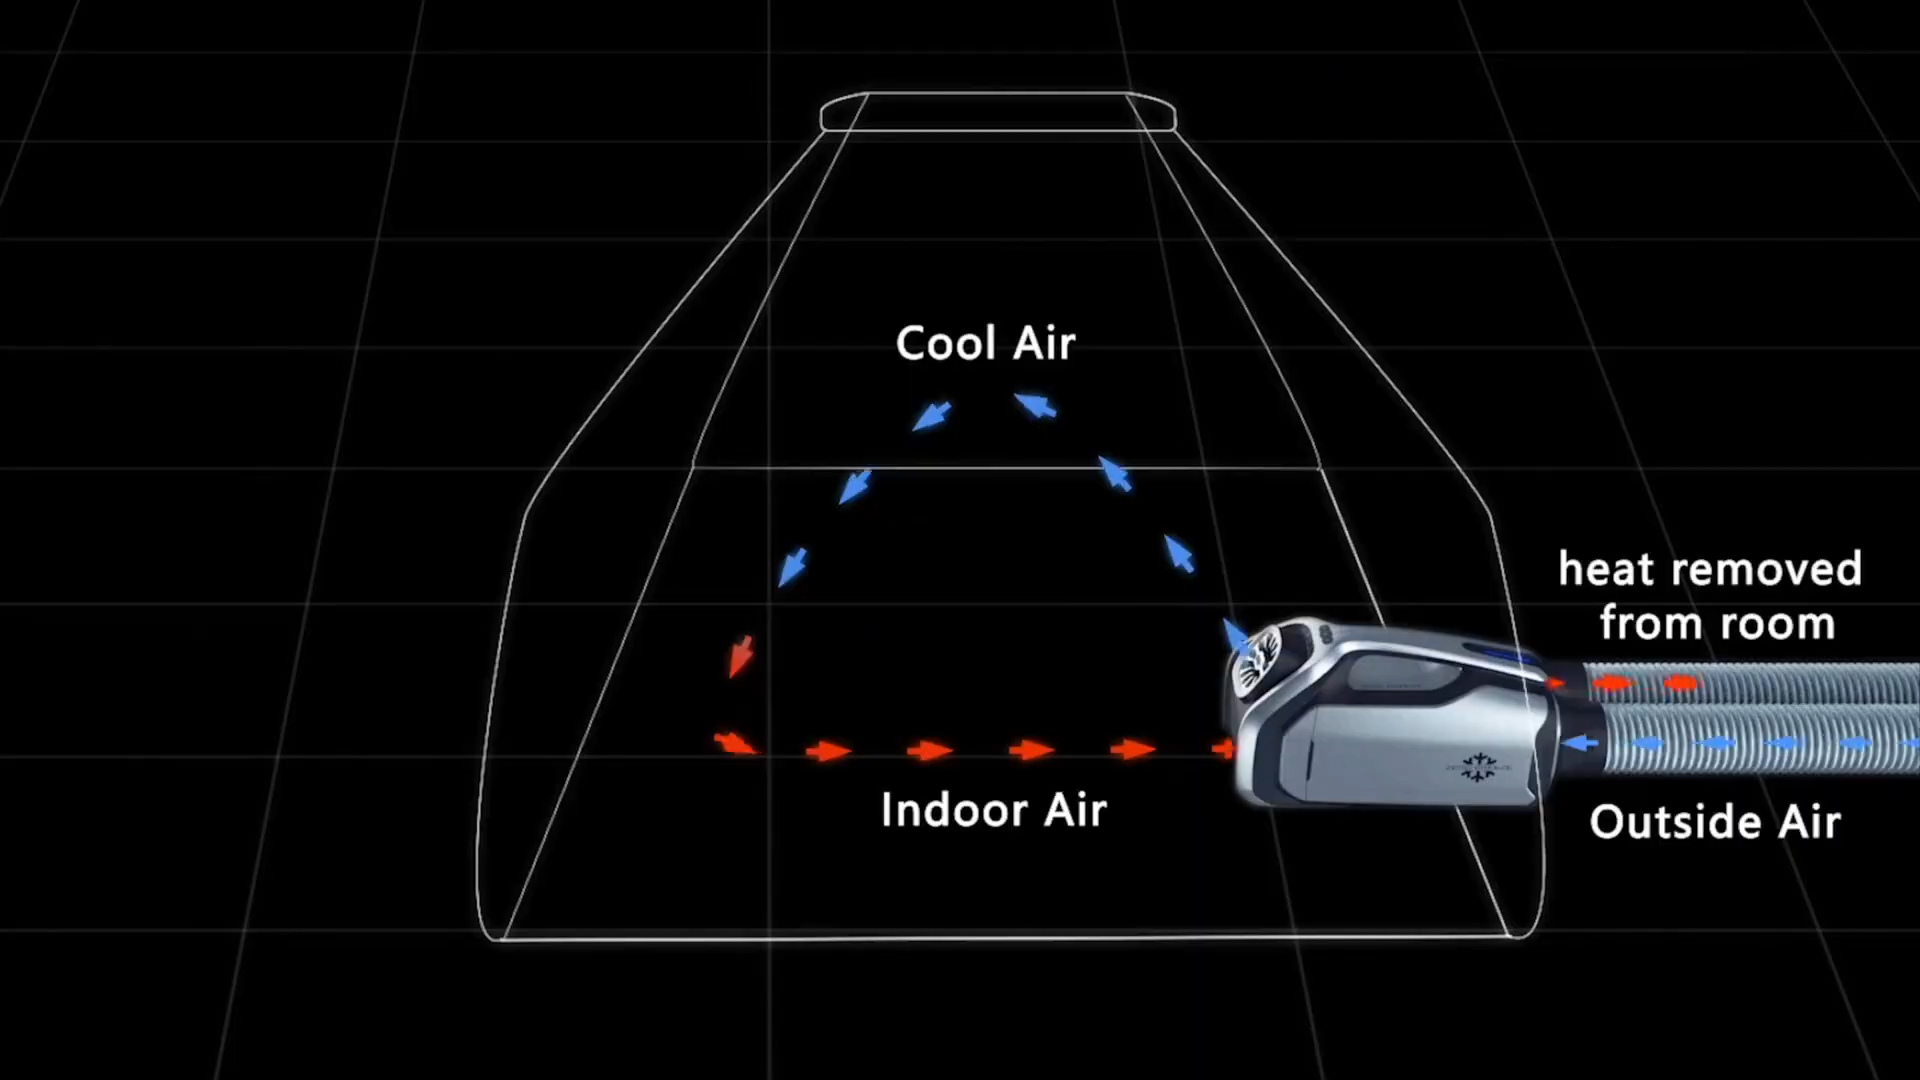 Cool Air
heat removed
from room
Indoor Air
Outside Air